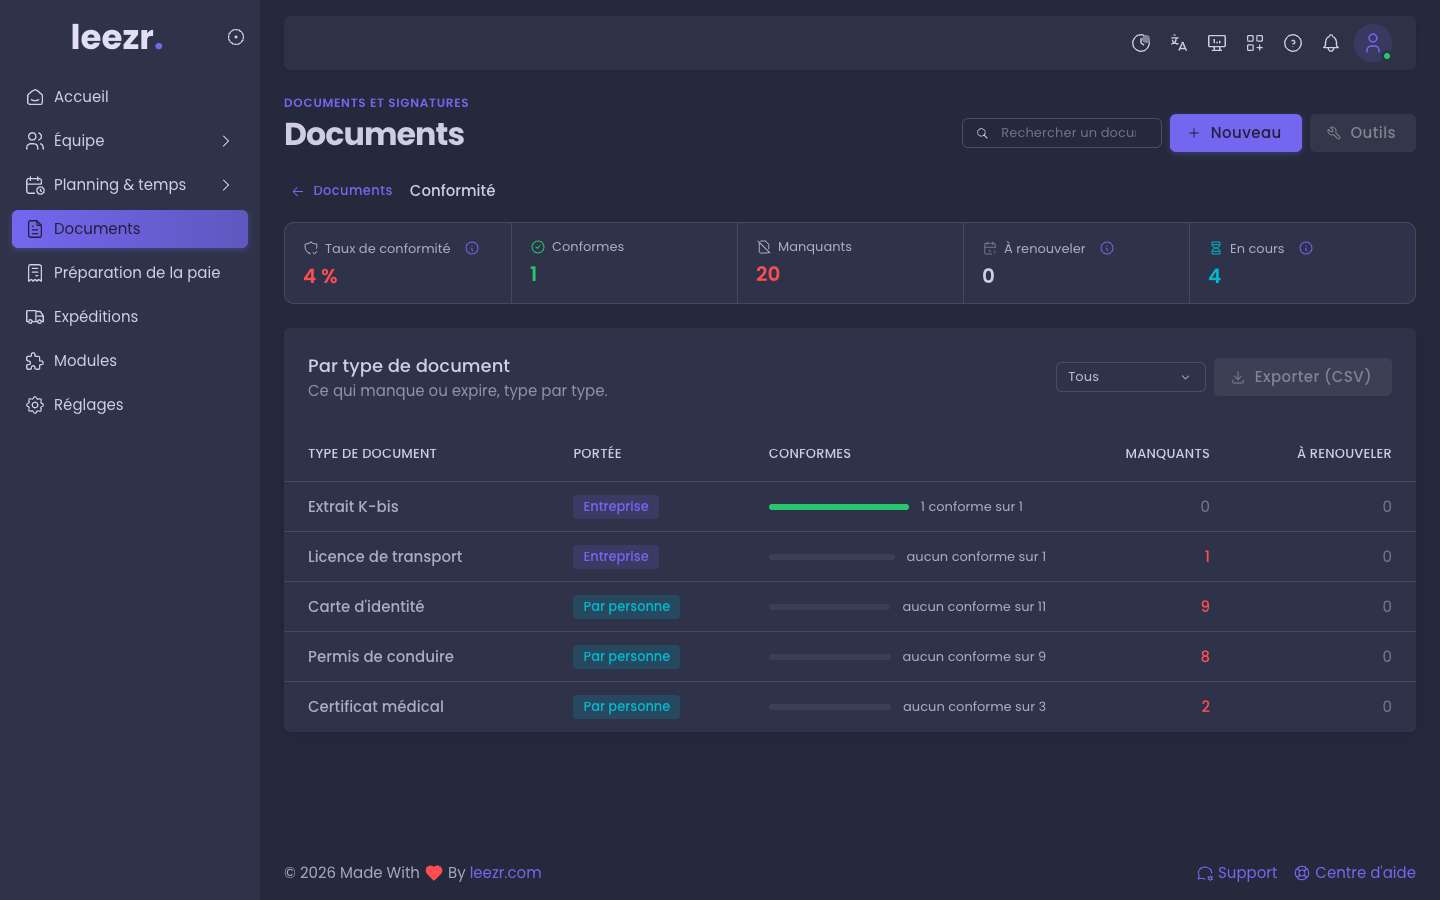 leezr.
Accueil
Équipe
Planning & temps
Documents
Préparation de la paie
Expéditions
Modules
Réglages
DOCUMENTS ET SIGNATURES
Documents
Rechercher un docu
Nouveau
Outils
Documents
Conformité
Taux de conformité
4 %
Conformes
1
Manquants
20
À renouveler
0
En cours
4
Par type de document
Ce qui manque ou expire, type par type.
Tous
Exporter (CSV)
TYPE DE DOCUMENT PORTÉE CONFORMES MANQUANTS À RENOUVELER
Extrait K-bis Entreprise 1 conforme sur 1 0 0
Licence de transport Entreprise aucun conforme sur 1 1 0
Carte d'identité Par personne aucun conforme sur 11 9 0
Permis de conduire Par personne aucun conforme sur 9 8 0
Certificat médical Par personne aucun conforme sur 3 2 0
© 2026 Made With By leezr.com
Support
Centre d'aide